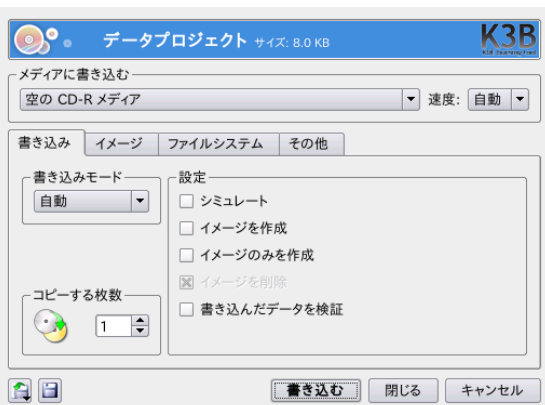 データプロジェクト サイズ: 8.0 KB
K3B
メディアに書き込む
空の CD-R メディア
速度: 自動
書き込み イメージ ファイルシステム その他
書き込みモード
自動
設定
シミュレート
イメージを作成
イメージのみを作成
イメージを削除
書き込んだデータを検証
コピーする枚数
1
書き込む 閉じる キャンセル